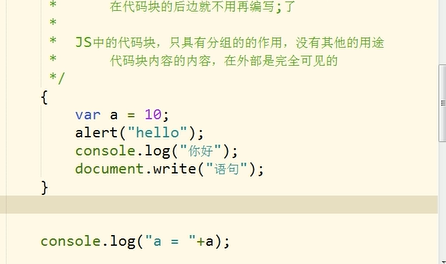 *      在代码块的后边就不用再编写;了
*
*  JS中的代码块，只具有分组的的作用，没有其他的用途
*      代码块内容的内容，在外部是完全可见的
*/
{
    var a = 10;
    alert("hello");
    console.log("你好");
    document.write("语句");
}
console.log("a = "+a);